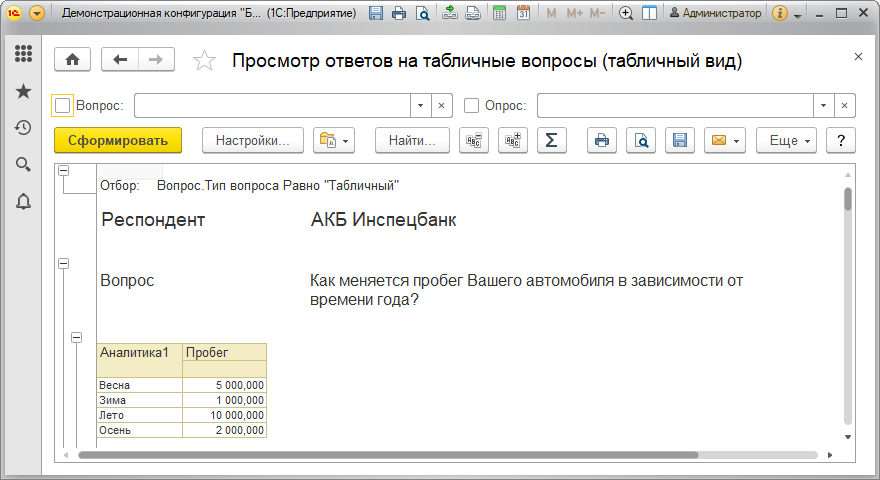 Демонстрационная конфигурация "Б... (1С:Предприятие) M M+ M- Администратор
Просмотр ответов на табличные вопросы (табличный вид)
Вопрос: Опрос:
Сформировать Настройки... Найти... Еще ?
Отбор: Вопрос.Тип вопроса Равно "Табличный"
Респондент АКБ Инспецбанк
Вопрос Как меняется пробег Вашего автомобиля в зависимости от
времени года?
Аналитика1 Пробег
Весна 5 000,000
Зима 1 000,000
Лето 10 000,000
Осень 2 000,000